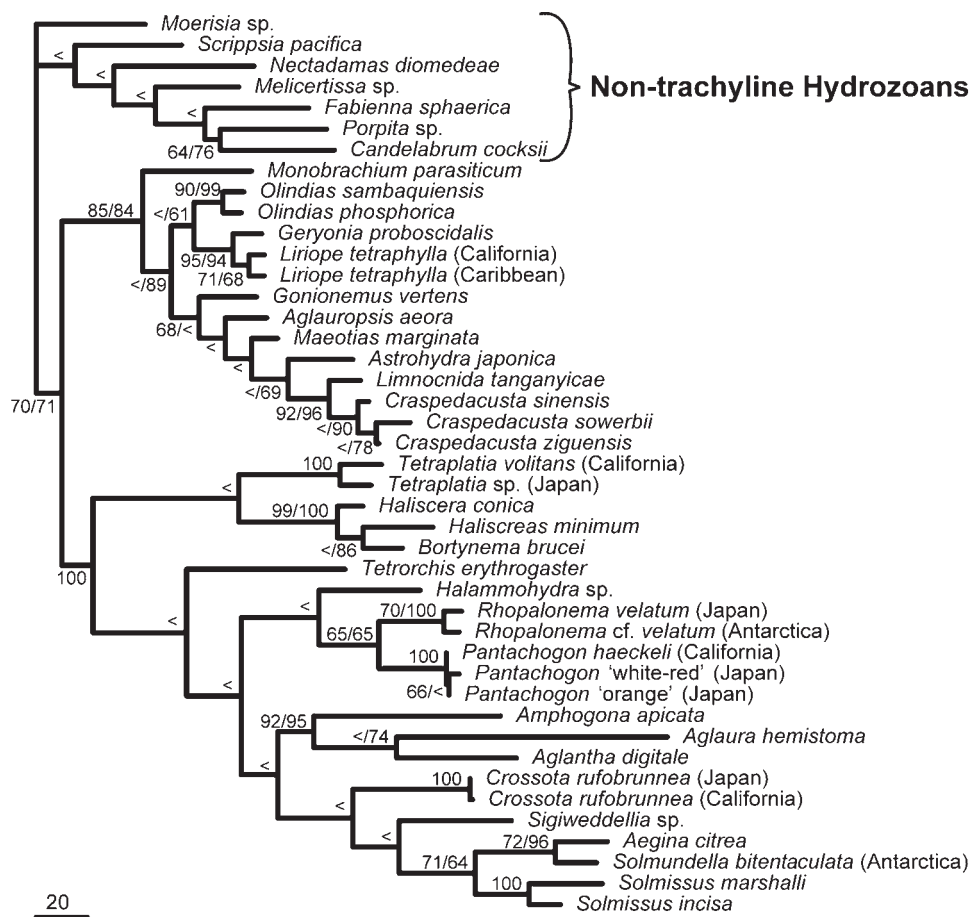 Moerisia sp.
<
Scrippsia pacifica
<
Nectadamas diomedeae
<
Melicertissa sp.
<
Fabienna sphaerica
Non-trachyline Hydrozoans
Porpita sp.
64/76
Candelabrum cocksii
Monobrachium parasiticum
90/99
Olindias sambaquiensis
85/84
</61
Olindias phosphorica
Geryonia proboscidalis
95/94
Liriope tetraphylla (California)
71/68
Liriope tetraphylla (Caribbean)
</89
Gonionemus vertens
68/<
Aglauropsis aeora
<
Maeotias marginata
<
Astrohydra japonica
</69
Limnocnida tanganyicae
92/96
Craspedacusta sinensis
70/71
</90
Craspedacusta sowerbii
</78
Craspedacusta ziguensis
100
Tetraplatia volitans (California)
<
Tetraplatia sp. (Japan)
99/100
Haliscera conica
Haliscreas minimum
</86
Bortynema brucei
100
Tetrorchis erythrogaster
<
Halammohydra sp.
<
70/100
Rhopalonema velatum (Japan)
65/65
Rhopalonema cf. velatum (Antarctica)
100
Pantachogon haeckeli (California)
<
Pantachogon ‘white-red’ (Japan)
66/<
Pantachogon ‘orange’ (Japan)
92/95
Amphogona apicata
</74
Aglaura hemistoma
<
Aglantha digitale
100
Crossota rufobrunnea (Japan)
<
Crossota rufobrunnea (California)
<
Sigiweddellia sp.
72/96
Aegina citrea
71/64
Solmundella bitentaculata (Antarctica)
100
Solmissus marshalli
20
Solmissus incisa